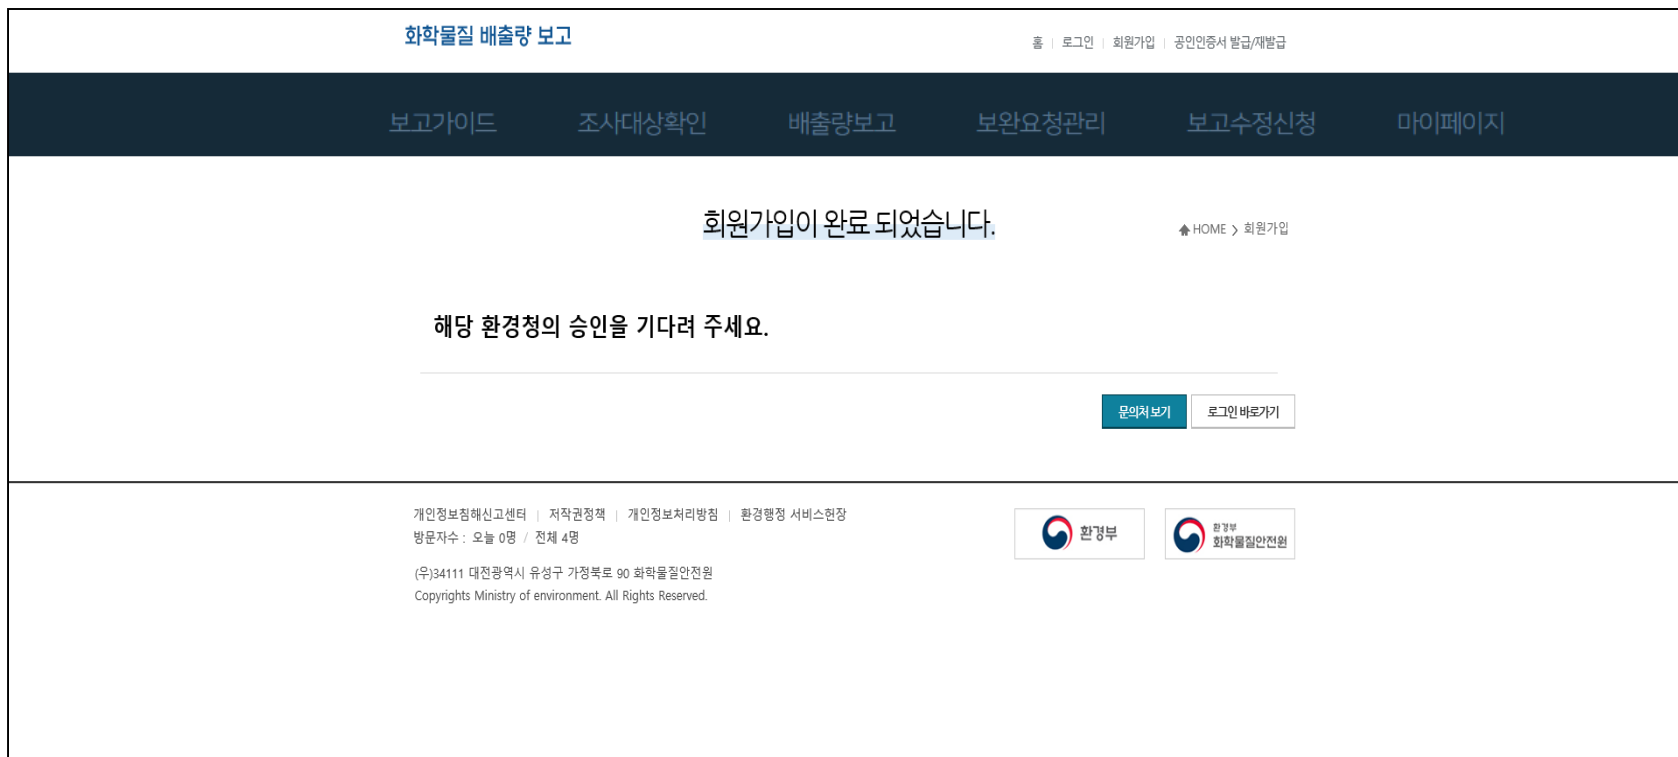 화학물질 배출량 보고
홈 | 로그인 | 회원가입 | 공인인증서 발급/재발급
보고가이드 조사대상확인 배출량보고 보완요청관리 보고수정신청 마이페이지
회원가입이 완료 되었습니다.
HOME > 회원가입
해당 환경청의 승인을 기다려 주세요.
문의처 보기 로그인 바로가기
개인정보침해신고센터 | 저작권정책 | 개인정보처리방침 | 환경행정 서비스헌장
방문자수 : 오늘 0명 / 전체 4명
환경부
환경부
화학물질안전원
(우)34111 대전광역시 유성구 가정북로 90 화학물질안전원
Copyrights Ministry of environment. All Rights Reserved.